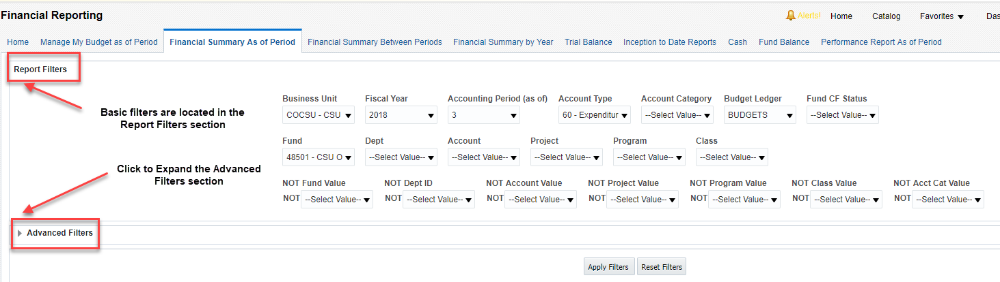 Financial Reporting
Alerts! Home Catalog Favorites Das
Home Manage My Budget as of Period Financial Summary As of Period Financial Summary Between Periods Financial Summary by Year Trial Balance Inception to Date Reports Cash Fund Balance Performance Report As of Period
Report Filters
Basic filters are located in the
Report Filters section
Business Unit Fiscal Year Accounting Period (as of) Account Type Account Category Budget Ledger Fund CF Status
COCSU - CSU 2018 3 60 - Expenditur --Select Value-- BUDGETS --Select Value--
Fund Dept Account Project Program Class
48501 - CSU O --Select Value-- --Select Value-- --Select Value-- --Select Value-- --Select Value--
Click to Expand the Advanced
Filters section
NOT Fund Value NOT Dept ID NOT Account Value NOT Project Value NOT Program Value NOT Class Value NOT Acct Cat Value
NOT --Select Value-- NOT --Select Value-- NOT --Select Value-- NOT --Select Value-- NOT --Select Value-- NOT --Select Value-- NOT --Select Value--
Advanced Filters
Apply Filters Reset Filters